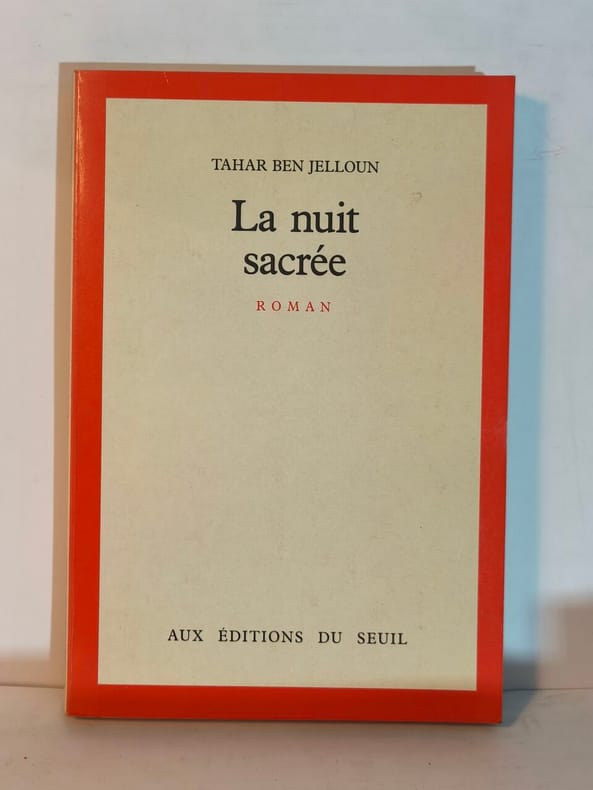 TAHAR BEN JELLOUN
La nuit
sacrée
ROMAN
AUX ÉDITIONS DU SEUIL